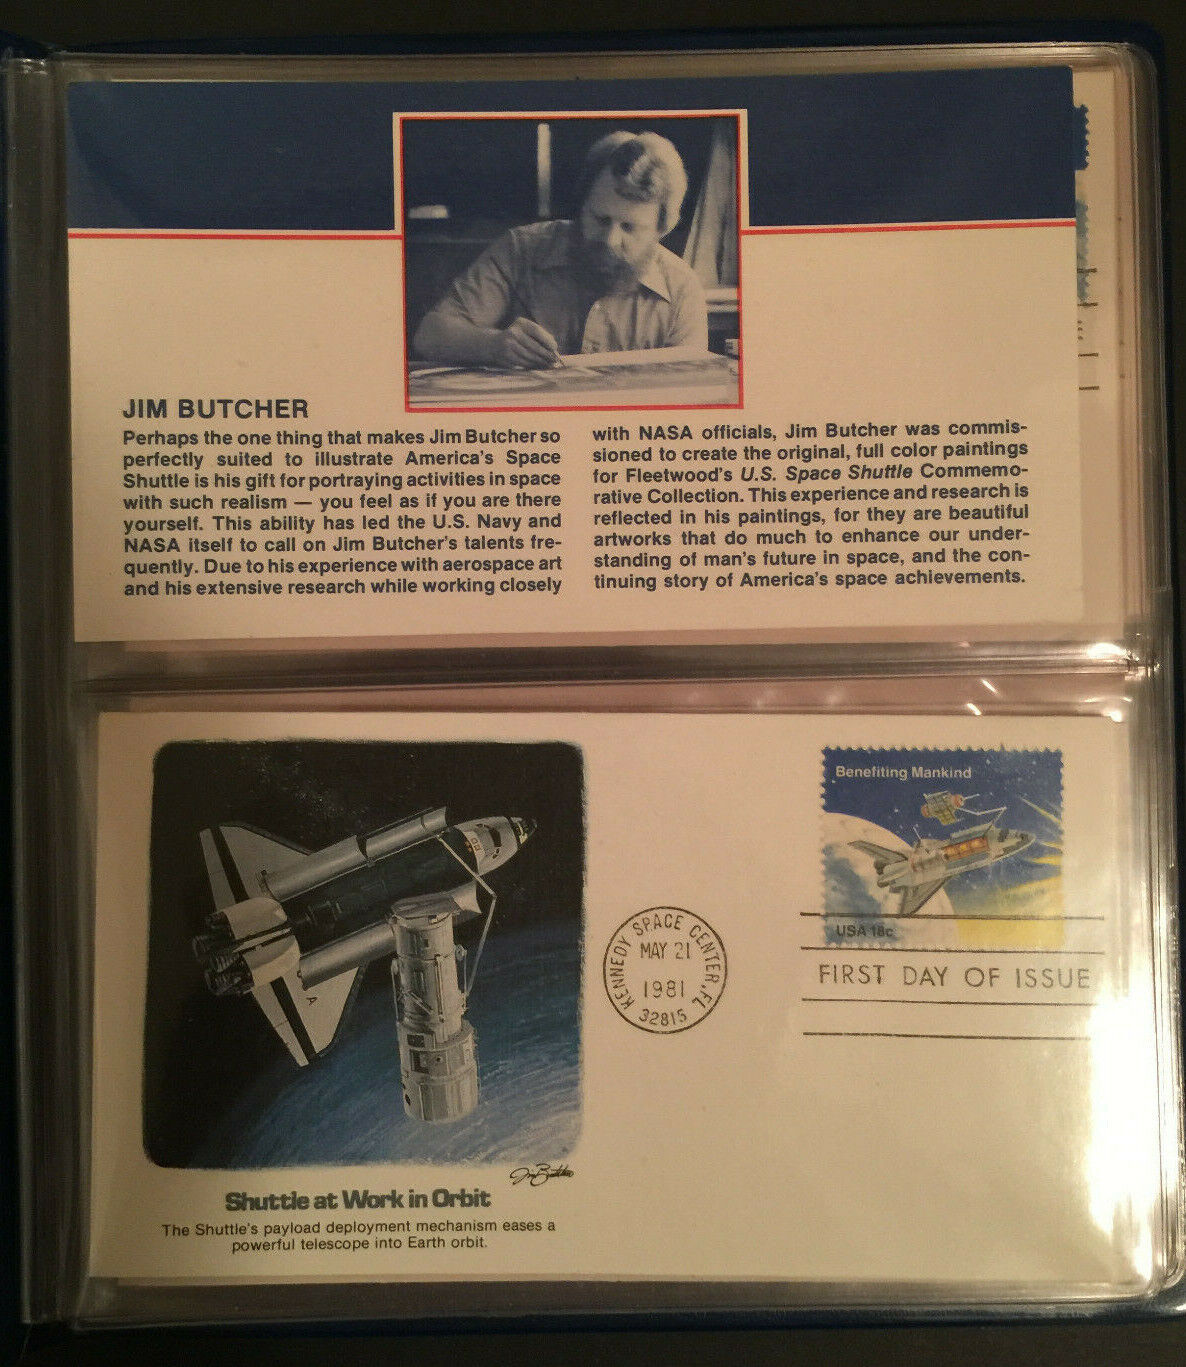 JIM BUTCHER
Perhaps the one thing that makes Jim Butcher so
perfectly suited to illustrate America's Space
Shuttle is his gift for portraying activities in space
with such realism — you feel as if you are there
yourself. This ability has led the U.S. Navy and
NASA itself to call on Jim Butcher's talents fre-
quently. Due to his experience with aerospace art
and his extensive research while working closely
with NASA officials, Jim Butcher was commis-
sioned to create the original, full color paintings
for Fleetwood's U.S. Space Shuttle Commemo-
rative Collection. This experience and research is
reflected in his paintings, for they are beautiful
artworks that do much to enhance our under-
standing of man's future in space, and the con-
tinuing story of America's space achievements.
Benefiting Mankind
USA 18c
KENNEDY SPACE CENTER, FL
MAY 21
1981
32815
FIRST DAY OF ISSUE
A
Jim Butcher
Shuttle at Work in Orbit
The Shuttle's payload deployment mechanism eases a
powerful telescope into Earth orbit.